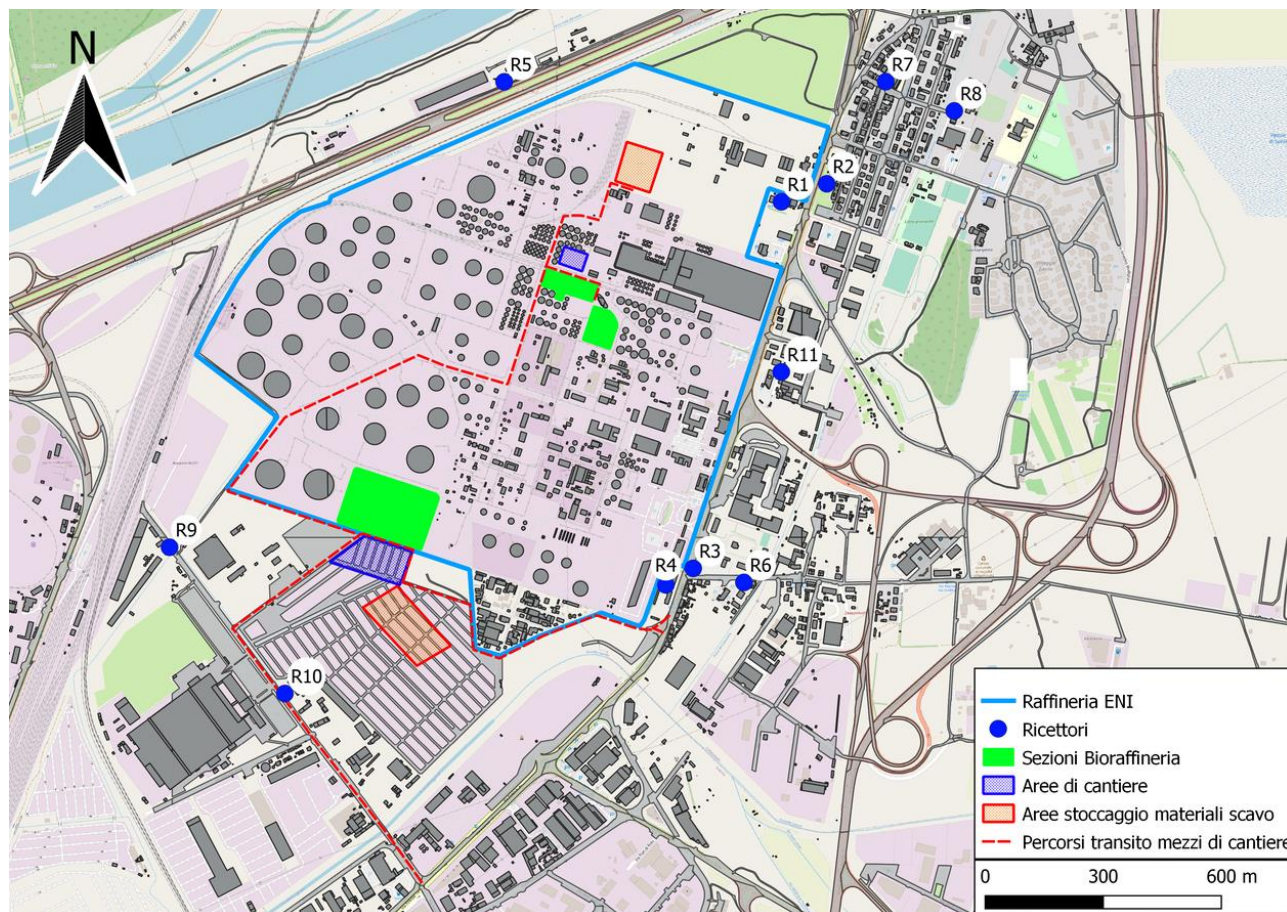 N
R5
R7
R8
R1
R2
R11
R9
R4
R3
R6
R10
Raffineria ENI
Ricettori
Sezioni Bioraffineria
Aree di cantiere
Aree stoccaggio materiali scavo
Percorsi transito mezzi di cantiere
0 300 600 m